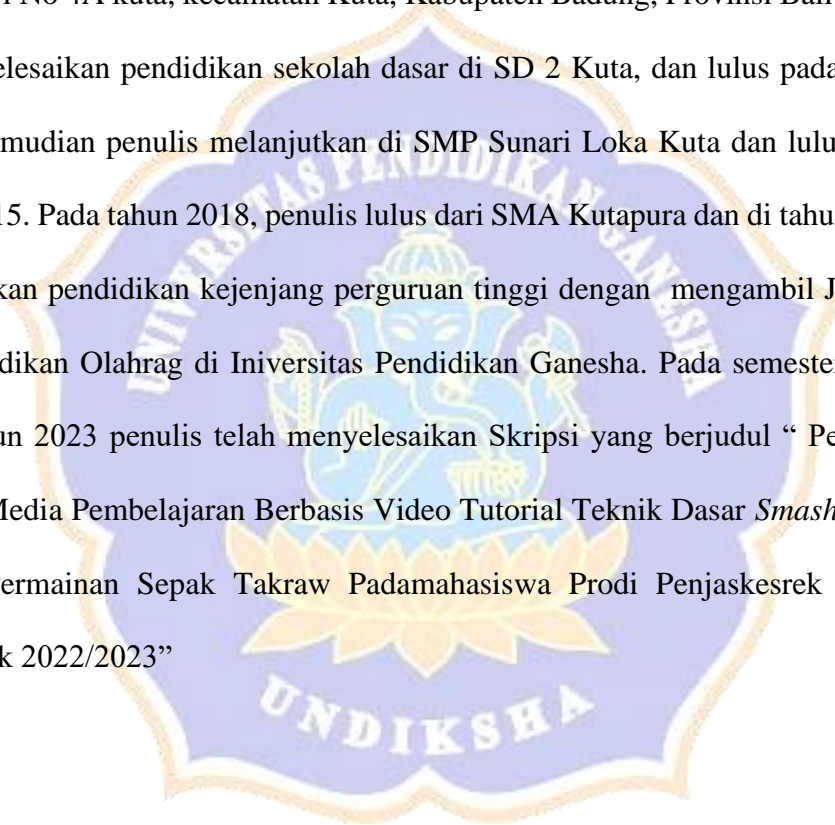 No 4A kuta, kecamatan Kuta, Kabupaten Badung, Provinsi Bali
elesaikan pendidikan sekolah dasar di SD 2 Kuta, dan lulus pada
mudian penulis melanjutkan di SMP Sunari Loka Kuta dan lulu
15. Pada tahun 2018, penulis lulus dari SMA Kutapura dan di tahu
kan pendidikan kejenjang perguruan tinggi dengan mengambil J
dikan Olahrag di Iniversitas Pendidikan Ganesha. Pada semester
un 2023 penulis telah menyelesaikan Skripsi yang berjudul “ Pe
Media Pembelajaran Berbasis Video Tutorial Teknik Dasar Smash
ermainan Sepak Takraw Padamahasiswa Prodi Penjaskesrek
k 2022/2023”
UNIVERSITAS PENDIDIKAN GANESHA
UNDIKSHA